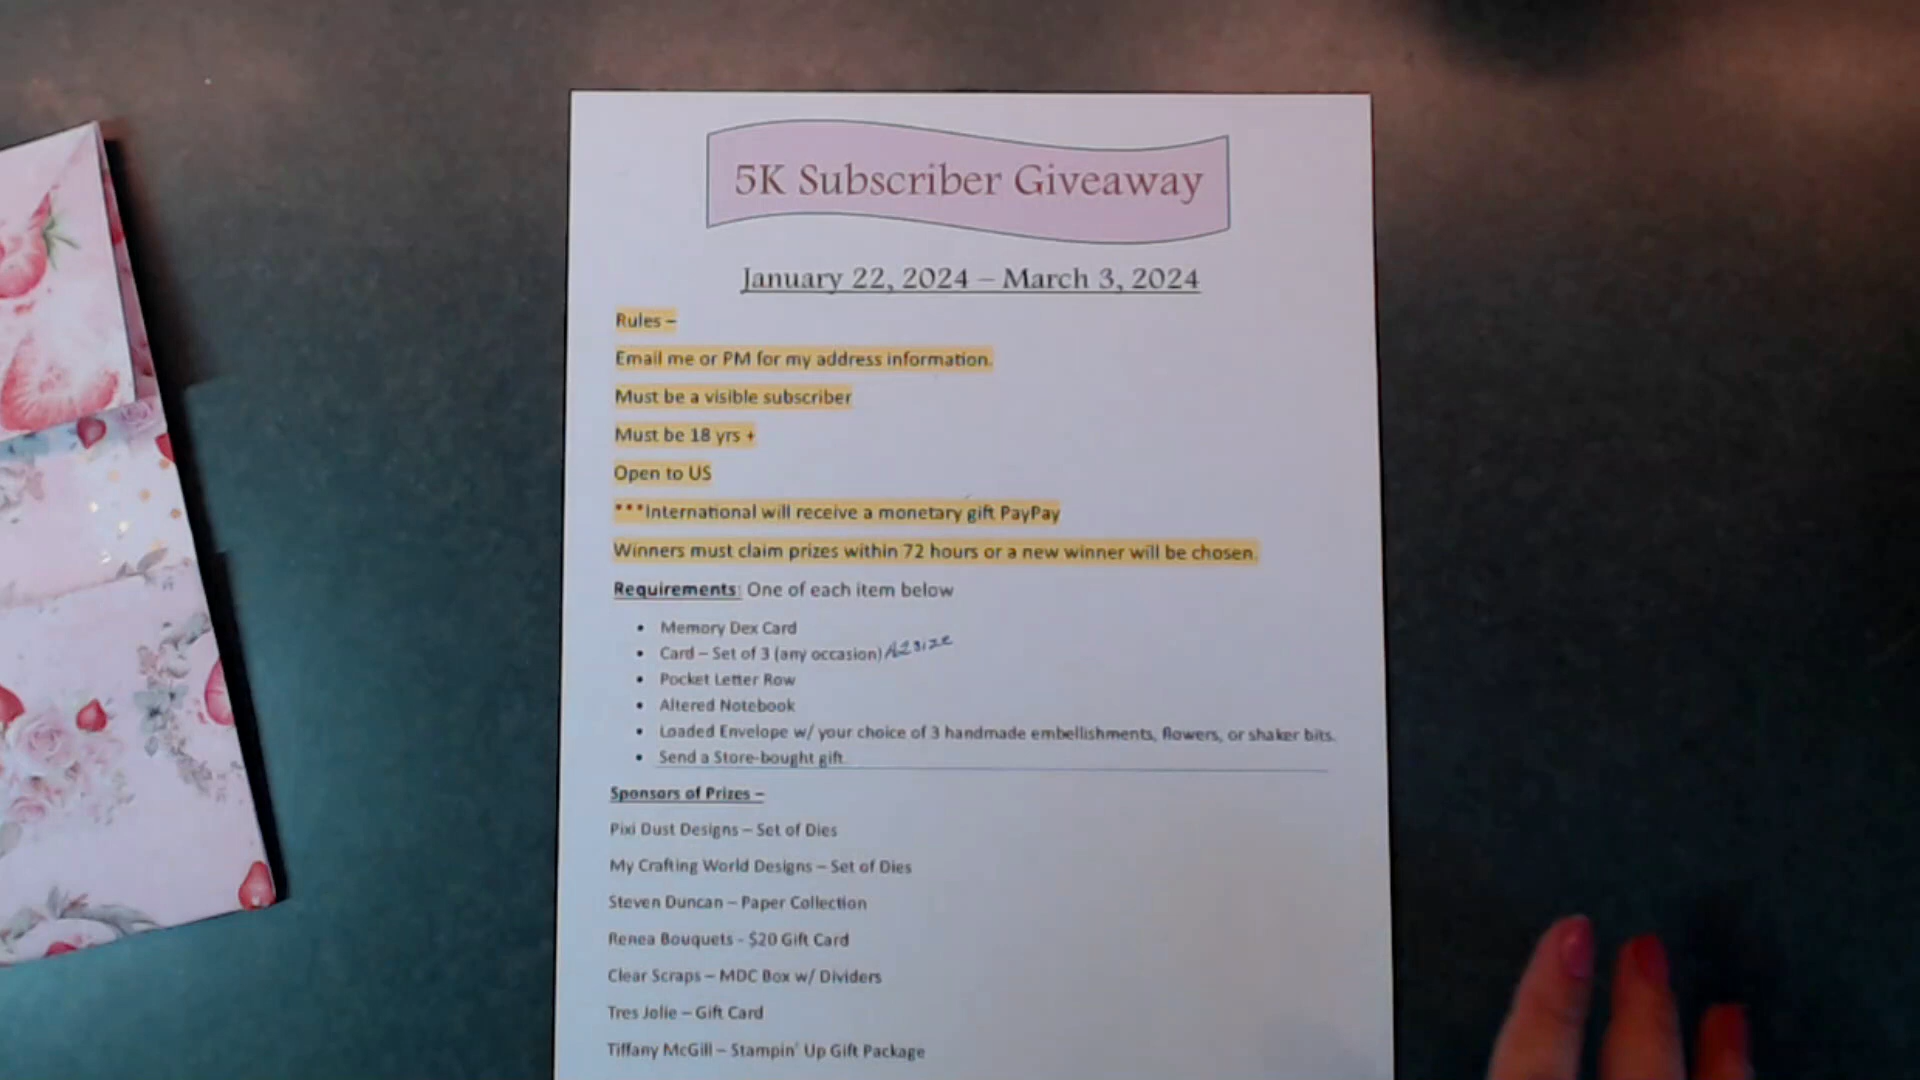 5K Subscriber Giveaway
January 22, 2024 – March 3, 2024
Rules –
Email me or PM for my address information.
Must be a visible subscriber
Must be 18 yrs +
Open to US
***International will receive a monetary gift PayPay
Winners must claim prizes within 72 hours or a new winner will be chosen.
Requirements: One of each item below
• Memory Dex Card
• Card – Set of 3 (any occasion) A2 size
• Pocket Letter Row
• Altered Notebook
• Loaded Envelope w/ your choice of 3 handmade embellishments, flowers, or shaker bits.
• Send a Store-bought gift.
Sponsors of Prizes –
Pixi Dust Designs – Set of Dies
My Crafting World Designs – Set of Dies
Steven Duncan – Paper Collection
Renea Bouquets - $20 Gift Card
Clear Scraps – MDC Box w/ Dividers
Tres Jolie – Gift Card
Tiffany McGill – Stampin' Up Gift Package